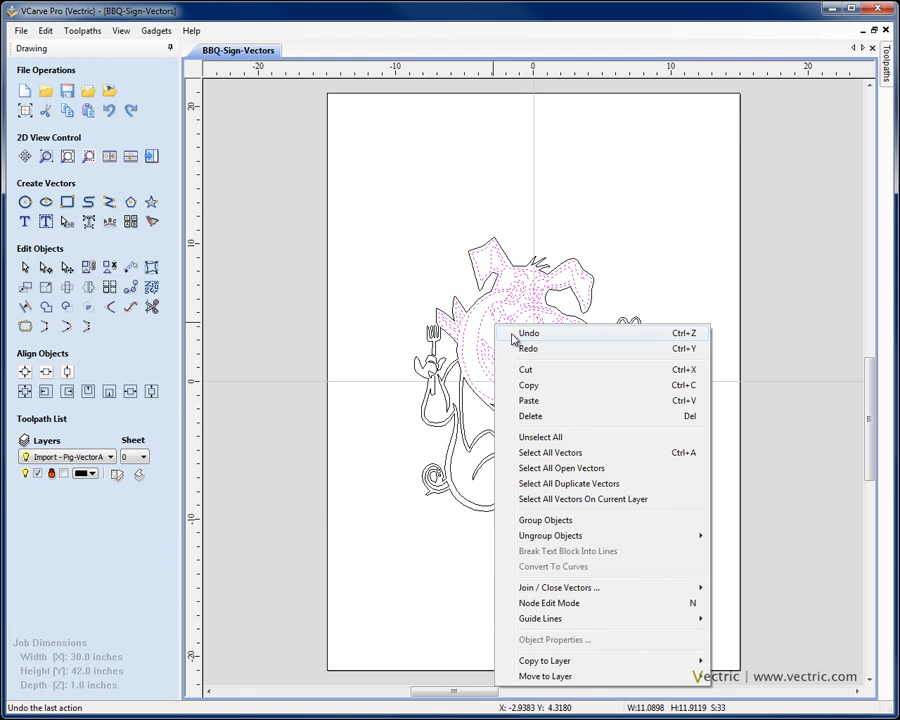 VCarve Pro (Vectric) - [BBQ-Sign-Vectors]
File Edit Toolpaths View Gadgets Help
Drawing
BBQ-Sign-Vectors
Toolpaths
-20 -10 0 10 20
20
10
0
-10
-20
File Operations
2D View Control
Create Vectors
Edit Objects
Align Objects
Toolpath List
Layers Sheet
Import - Pig-VectorA 0
Undo Ctrl+Z
Redo Ctrl+Y
Cut Ctrl+X
Copy Ctrl+C
Paste Ctrl+V
Delete Del
Unselect All
Select All Vectors Ctrl+A
Select All Open Vectors
Select All Duplicate Vectors
Select All Vectors On Current Layer
Group Objects
Ungroup Objects
Break Text Block Into Lines
Convert To Curves
Join / Close Vectors ...
Node Edit Mode N
Guide Lines
Object Properties ...
Copy to Layer
Move to Layer
Job Dimensions
Width (X): 30.0 inches
Height (Y): 42.0 inches
Depth (Z): 1.0 inches
Vectric | www.vectric.com
Undo the last action
X: -2.9383 Y: 4.3180
W:11.0898 H:11.9119 S:33